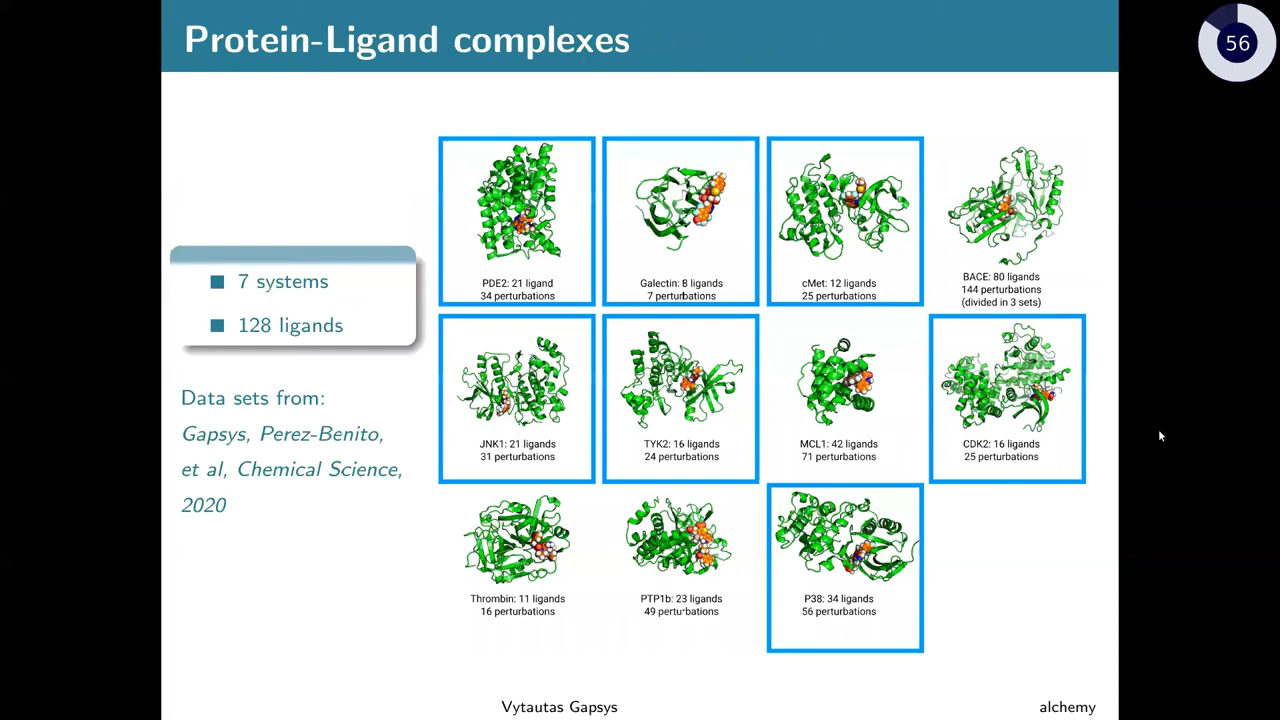 Protein-Ligand complexes
56
7 systems
128 ligands
Data sets from:
Gapsys, Perez-Benito,
et al, Chemical Science,
2020
PDE2: 21 ligand
34 perturbations
Galectin: 8 ligands
7 perturbations
cMet: 12 ligands
25 perturbations
BACE: 80 ligands
144 perturbations
(divided in 3 sets)
JNK1: 21 ligands
31 perturbations
TYK2: 16 ligands
24 perturbations
MCL1: 42 ligands
71 perturbations
CDK2: 16 ligands
25 perturbations
Thrombin: 11 ligands
16 perturbations
PTP1b: 23 ligands
49 perturbations
P38: 34 ligands
56 perturbations
Vytautas Gapsys
alchemy